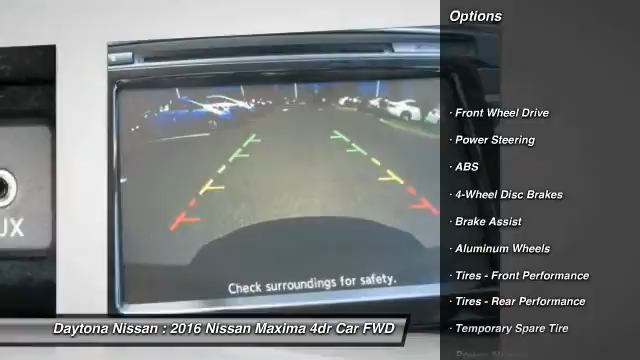 Options
· Front Wheel Drive
· Power Steering
· ABS
· 4-Wheel Disc Brakes
· Brake Assist
· Aluminum Wheels
· Tires - Front Performance
· Tires - Rear Performance
· Temporary Spare Tire
Check surroundings for safety.
Daytona Nissan : 2016 Nissan Maxima 4dr Car FWD